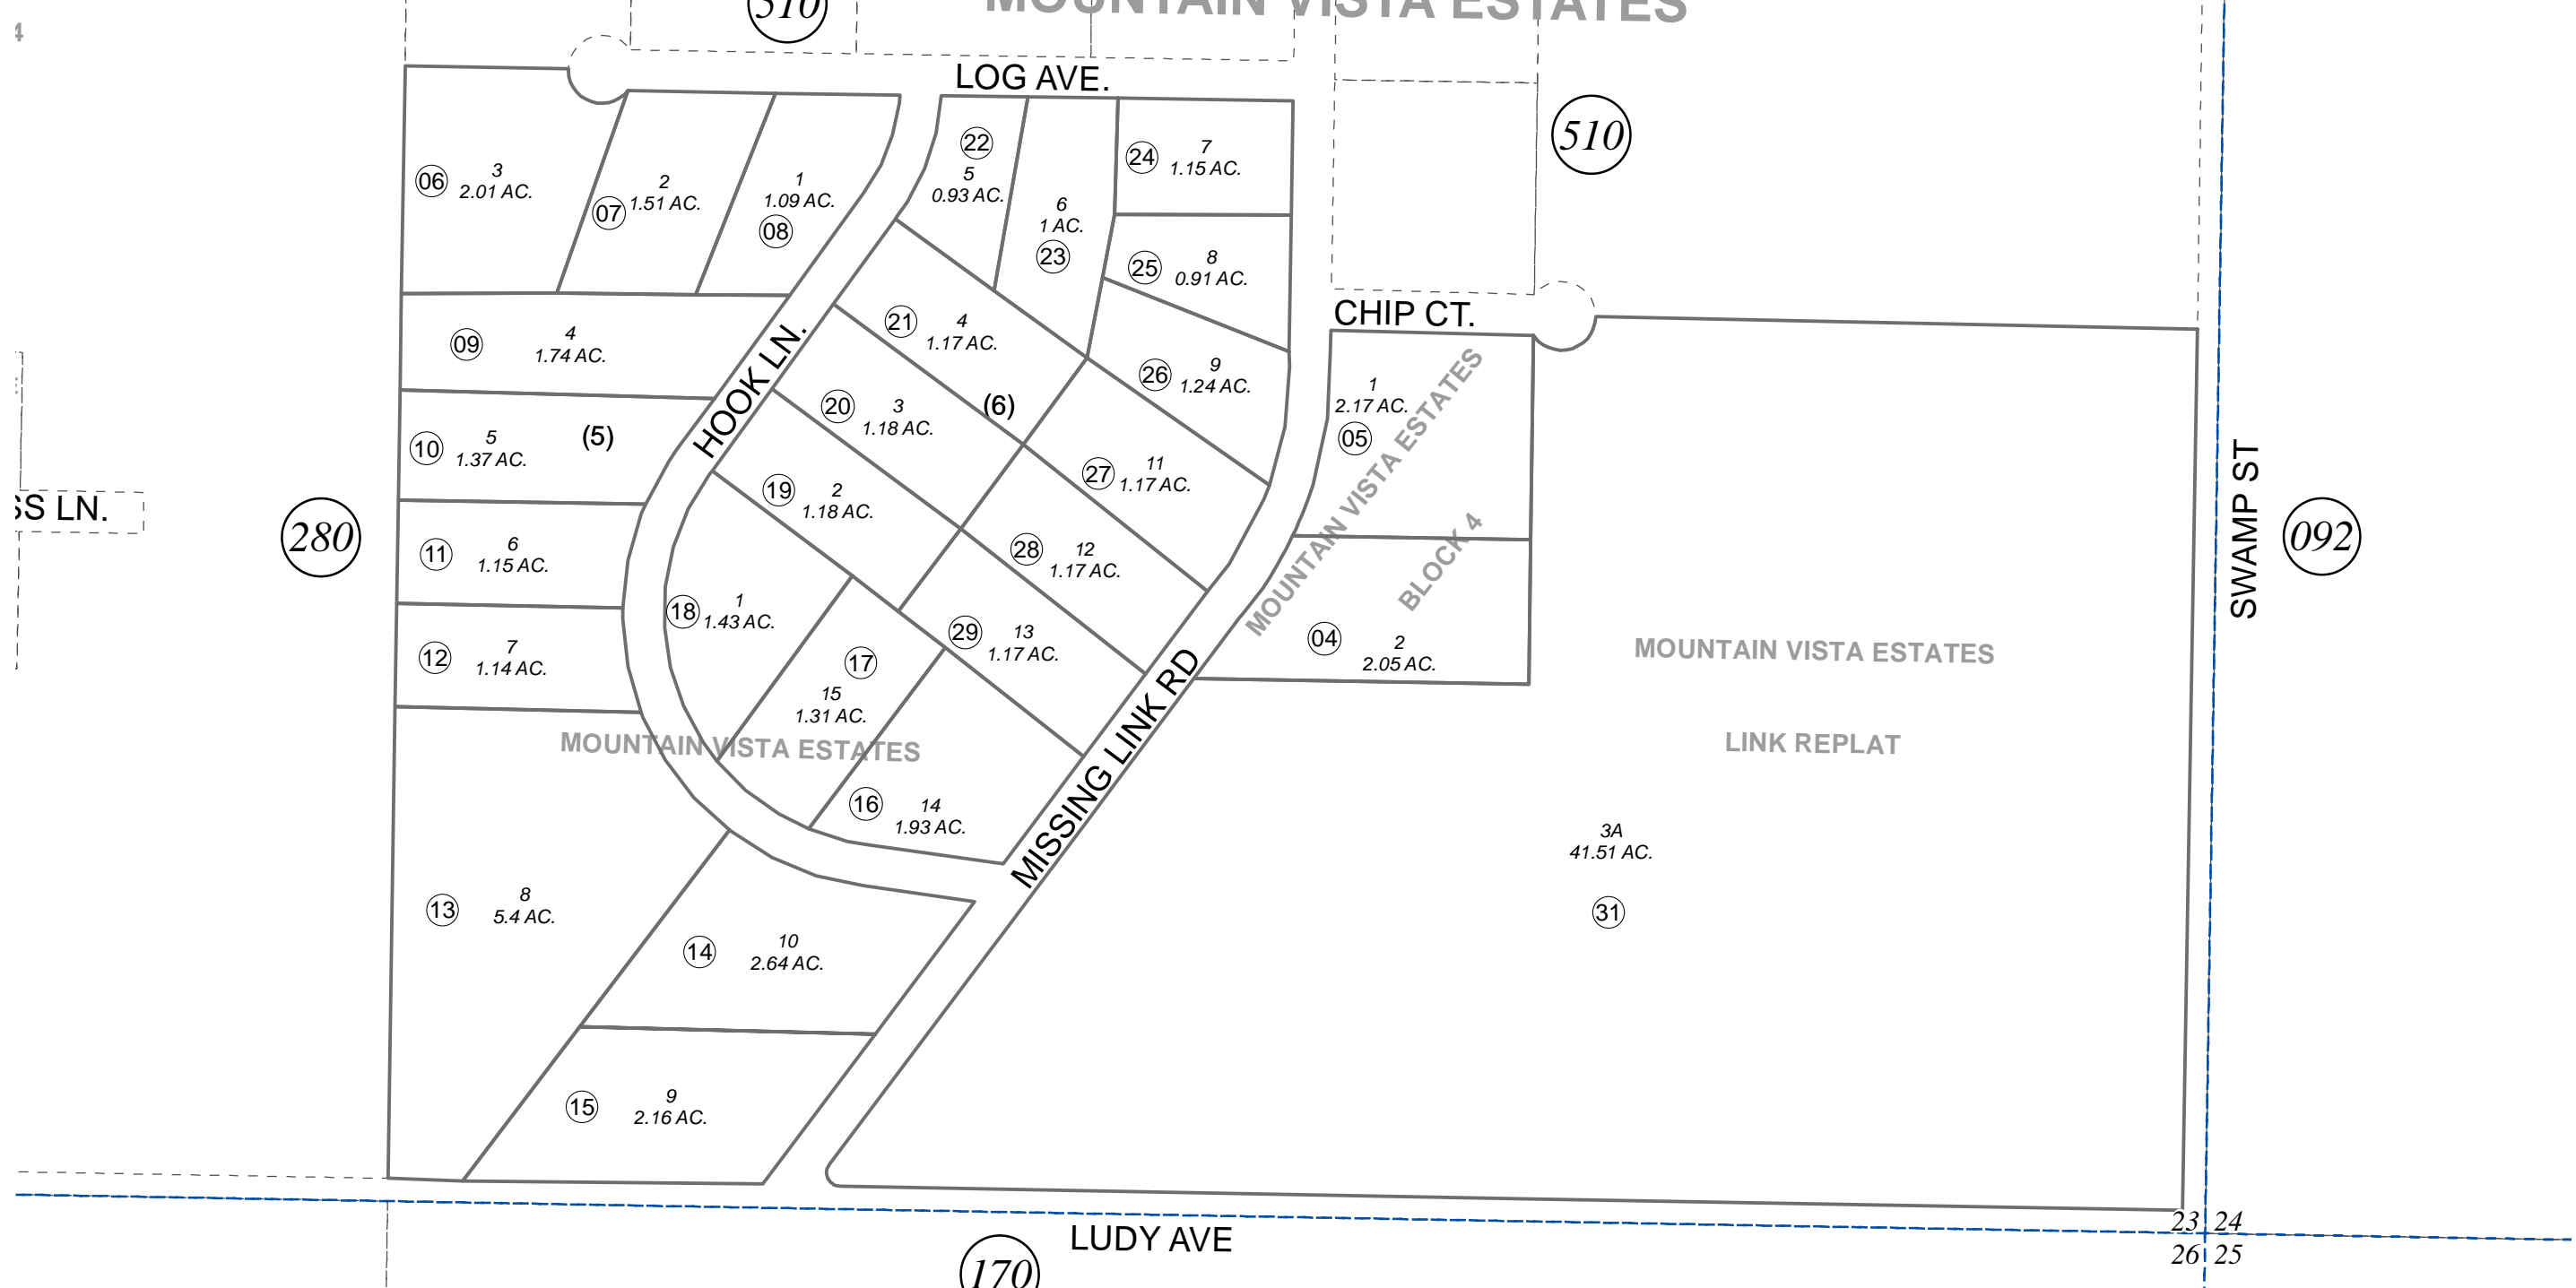 510
MOUNTAIN VISTA ESTATES
4
LOG AVE.
510
06
3
2.01 AC.
07
2
1.51 AC.
1
1.09 AC.
08
22
5
0.93 AC.
6
1 AC.
23
24
7
1.15 AC.
25
8
0.91 AC.
09
4
1.74 AC.
HOOK LN.
21
4
1.17 AC.
26
9
1.24 AC.
CHIP CT.
10
5
1.37 AC.
(5)
20
3
1.18 AC.
(6)
1
2.17 AC.
05
MOUNTAIN VISTA ESTATES
BLOCK 4
SS LN.
280
19
2
1.18 AC.
27
11
1.17 AC.
SWAMP ST
092
11
6
1.15 AC.
28
12
1.17 AC.
18
1
1.43 AC.
12
7
1.14 AC.
17
15
1.31 AC.
29
13
1.17 AC.
04
2
2.05 AC.
MOUNTAIN VISTA ESTATES
LINK REPLAT
MOUNTAIN VISTA ESTATES
MISSING LINK RD
16
14
1.93 AC.
3A
41.51 AC.
31
13
8
5.4 AC.
14
10
2.64 AC.
15
9
2.16 AC.
LUDY AVE
170
23 24
26 25